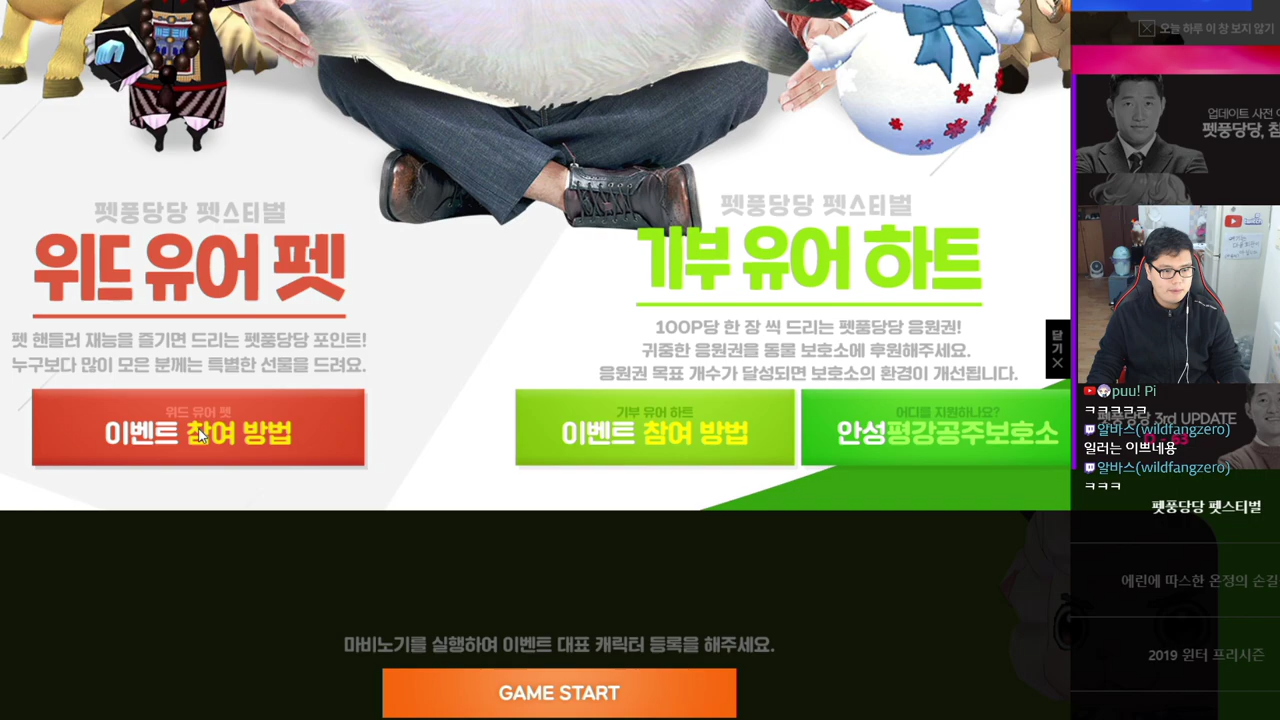 펫풍당당 펫스티벌
위드 유어 펫
펫 핸들러 재능을 즐기면 드리는 펫풍당당 포인트!
누구보다 많이 모은 분께는 특별한 선물을 드려요.
위드 유어 펫
이벤트 참여 방법
펫풍당당 펫스티벌
기부 유어 하트
100P당 한 장 씩 드리는 펫풍당당 응원권!
귀중한 응원권을 동물 보호소에 후원해주세요.
응원권 목표 개수가 달성되면 보호소의 환경이 개선됩니다.
기부 유어 하트
이벤트 참여 방법
어디를 지원하나요?
안성평강공주보호소
닫기
마비노기를 실행하여 이벤트 대표 캐릭터 등록을 해주세요.
GAME START
오늘 하루 이 창 보지 않기
업데이트 사전
펫풍당당, 참
puu! Pi
ㅋㅋㅋㅋㅋ
펫풍당당 3rd UPDATE
알바스(wildfangzero)
일러는 이쁘네용
알바스(wildfangzero)
ㅋㅋㅋ
펫풍당당 펫스티벌
에린에 따스한 온정의 손길
2019 윈터 프리시즌